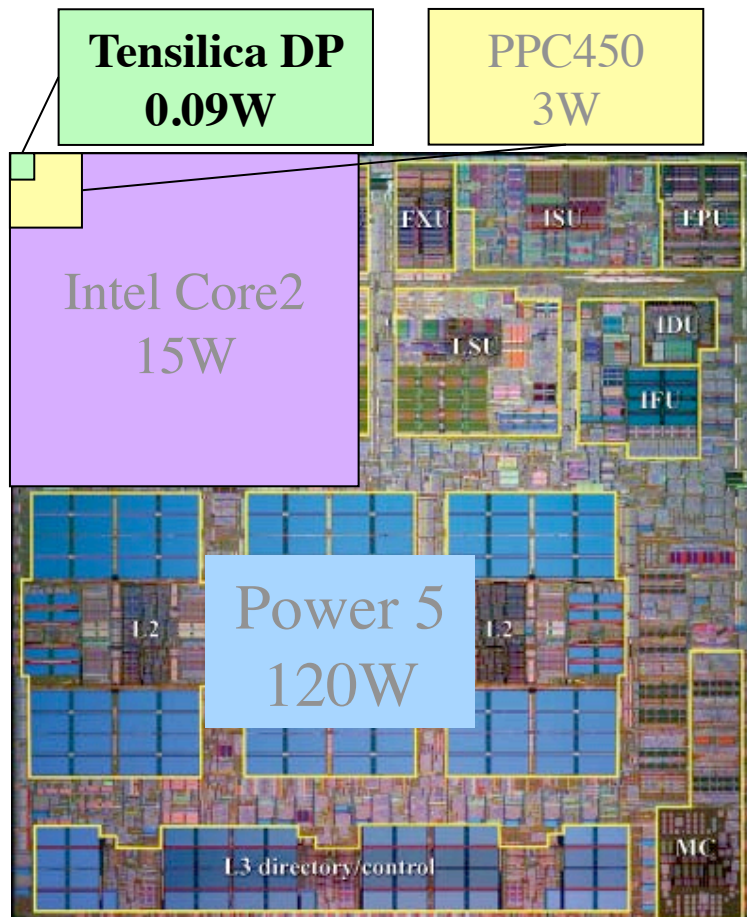 Tensilica DP
0.09W
PPC450
3W
FXU
ISU
FPU
Intel Core2
15W
IDU
LSU
IFU
L2
Power 5
120W
L2
L3 directory/control
MC